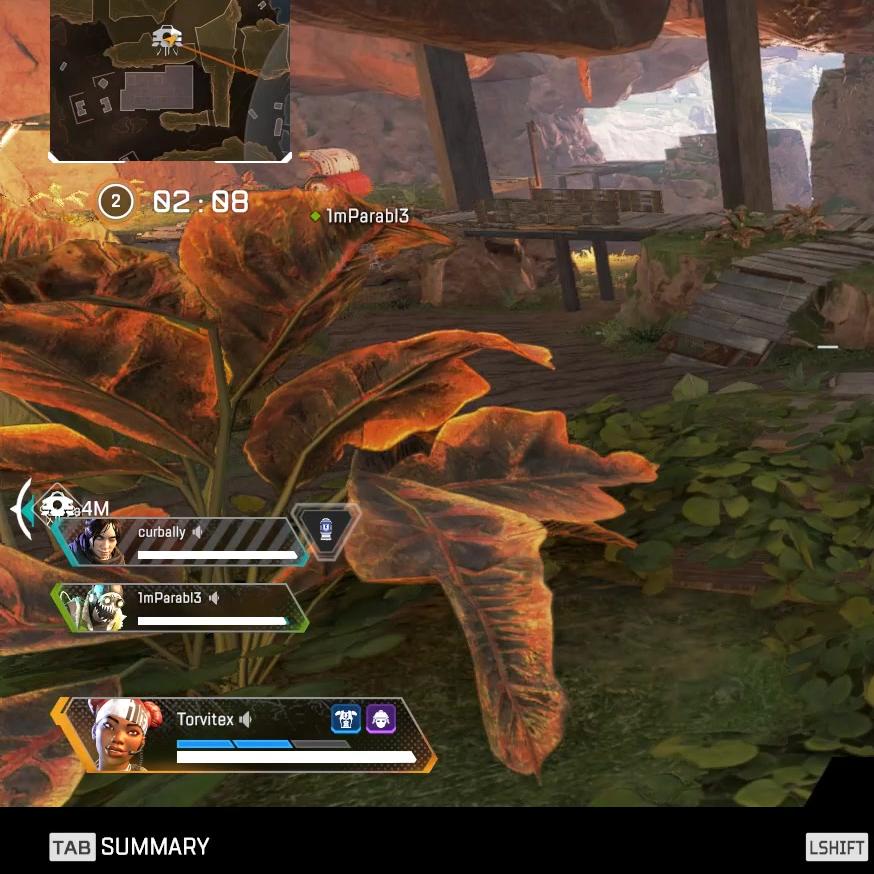 2 02:08
1mParabl3
4M
curbally
1mParabl3
Torvitex
TAB SUMMARY
LSHIFT